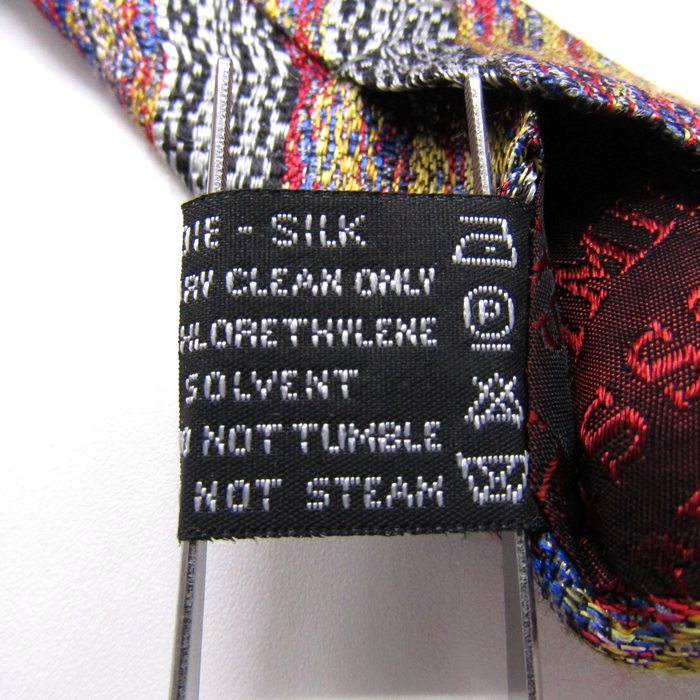 DIE - SILK
RY CLEAN ONLY
HLORETHYLENE
SOLVENT
O NOT TUMBLE
NOT STEAM
P